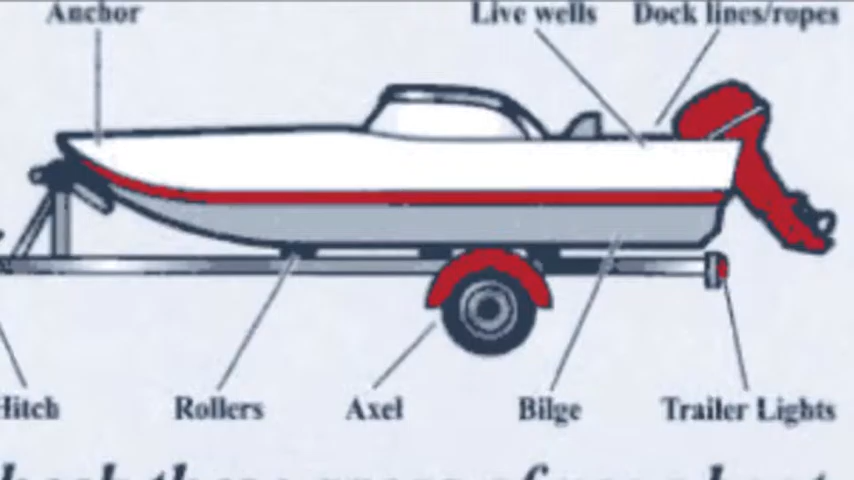 Anchor
Live wells
Dock lines/ropes
Hitch
Rollers
Axel
Bilge
Trailer Lights